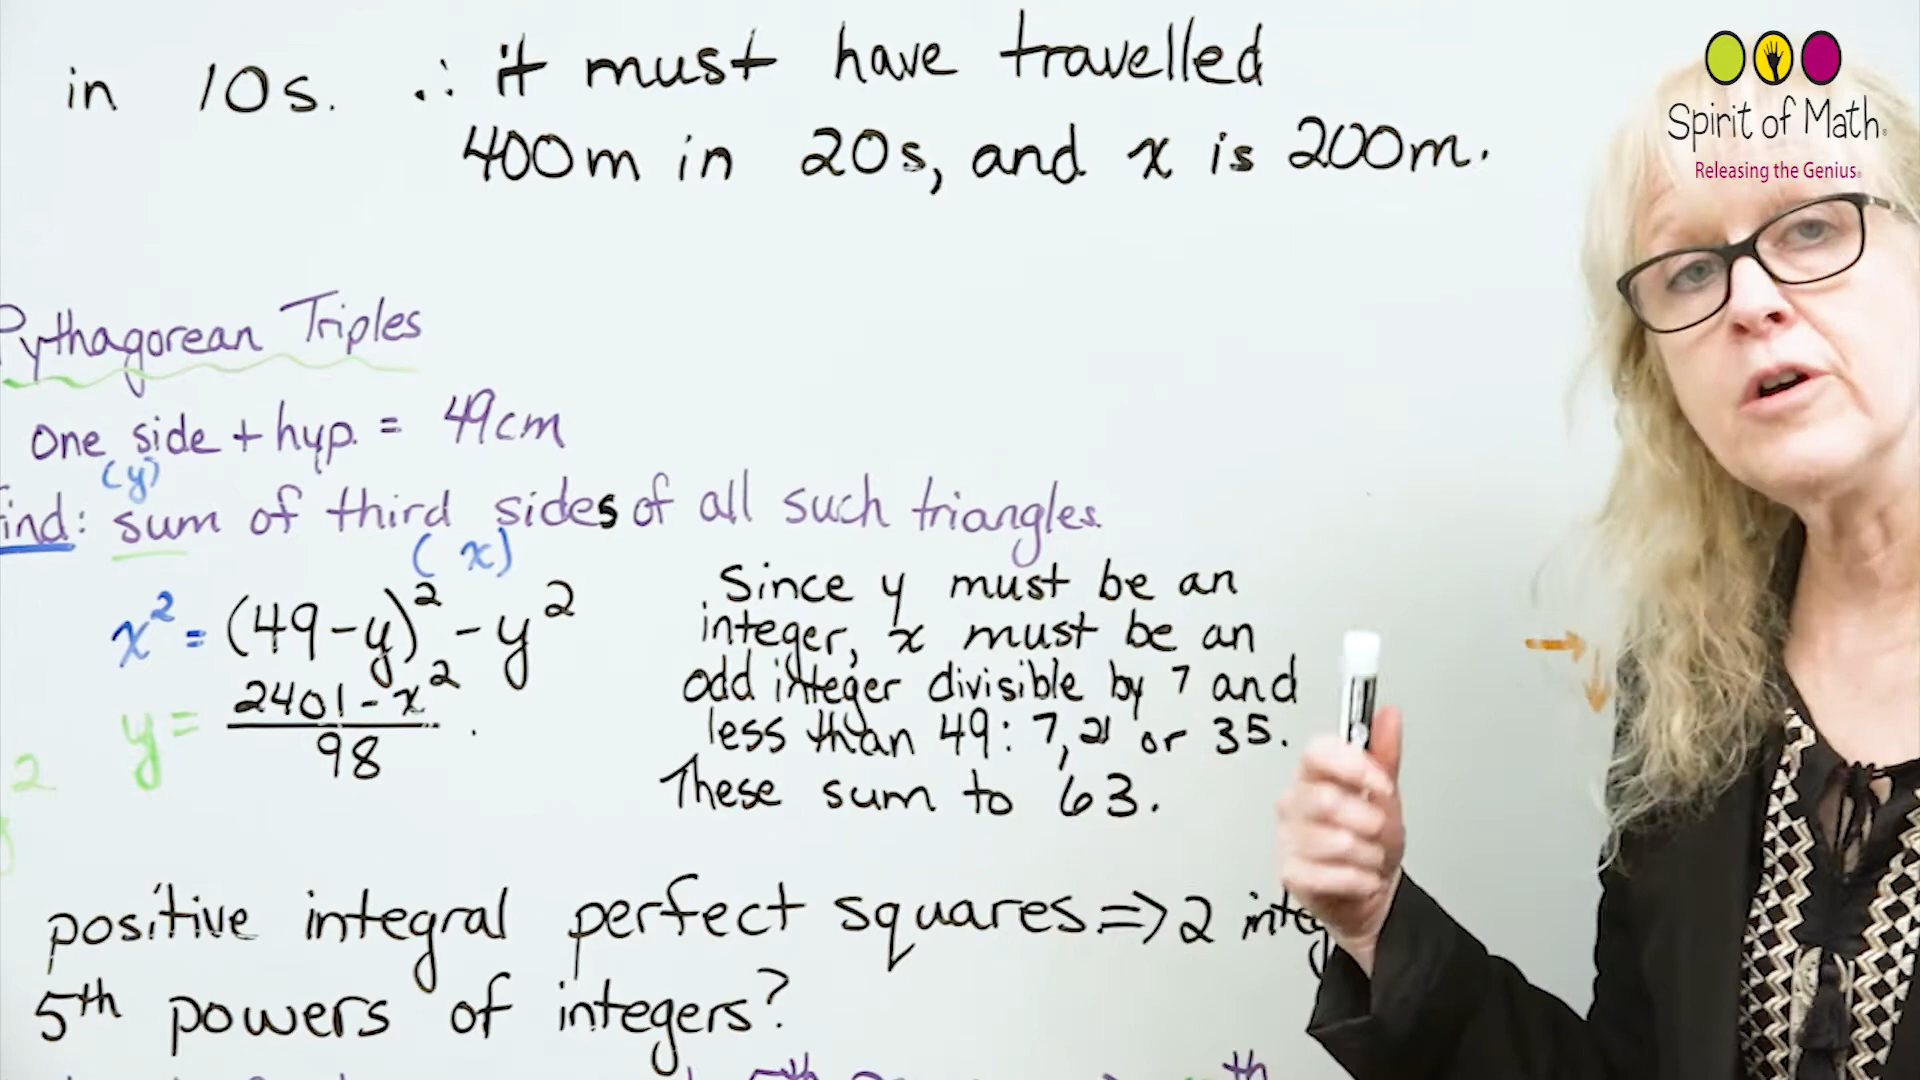 in 10s. ∴ it must have travelled
400m in 20s, and x is 200m.
Spirit of Math
Releasing the Genius
Pythagorean Triples
One side + hyp. = 49cm
(y)
find: sum of third sides of all such triangles.
(x)
x² = (49-y)² - y²
y = 2401 - x² / 98 .
2
Since y must be an
integer, x must be an
odd integer divisible by 7 and
less than 49: 7, 21 or 35.
These sum to 63.
positive integral perfect squares => 2 integ
5th powers of integers?